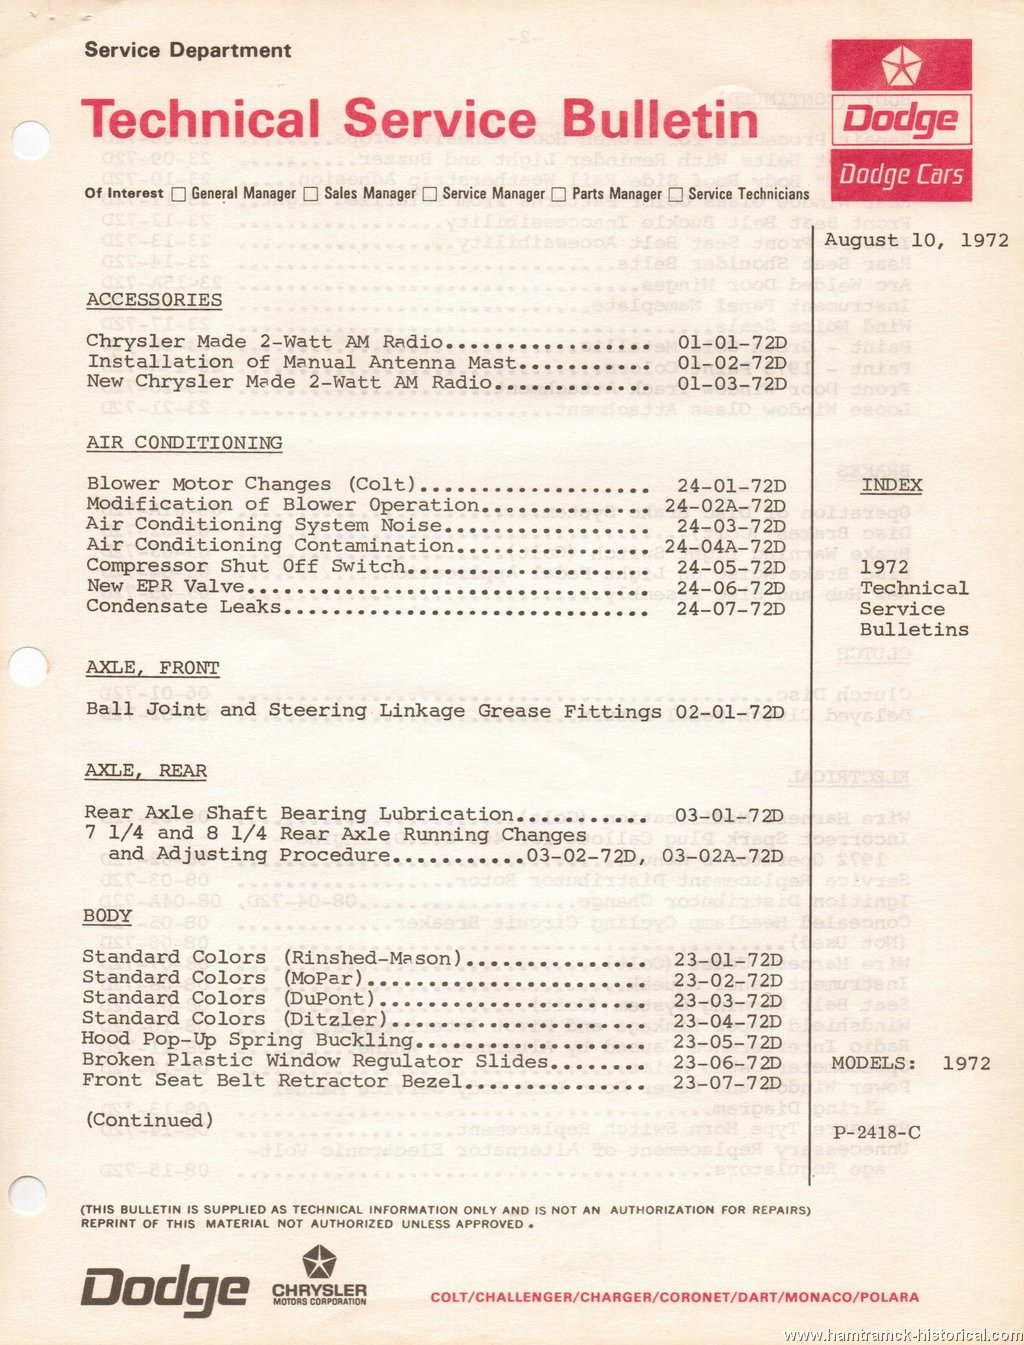 Service Department
Technical Service Bulletin
Dodge
Dodge Cars
Of Interest □ General Manager □ Sales Manager □ Service Manager □ Parts Manager □ Service Technicians
August 10, 1972
ACCESSORIES
Chrysler Made 2-Watt AM Radio................. 01-01-72D
Installation of Manual Antenna Mast........... 01-02-72D
New Chrysler Made 2-Watt AM Radio............. 01-03-72D
AIR CONDITIONING
Blower Motor Changes (Colt)................... 24-01-72D
INDEX
Modification of Blower Operation.............. 24-02A-72D
Air Conditioning System Noise................. 24-03-72D
Air Conditioning Contamination................ 24-04A-72D
Compressor Shut Off Switch.................... 24-05-72D
New EPR Valve................................. 24-06-72D
Condensate Leaks.............................. 24-07-72D
1972
Technical
Service
Bulletins
AXLE, FRONT
Ball Joint and Steering Linkage Grease Fittings 02-01-72D
AXLE, REAR
Rear Axle Shaft Bearing Lubrication........... 03-01-72D
7 1/4 and 8 1/4 Rear Axle Running Changes
and Adjusting Procedure...........03-02-72D, 03-02A-72D
BODY
Standard Colors (Rinshed-Mason)............... 23-01-72D
Standard Colors (MoPar)....................... 23-02-72D
Standard Colors (DuPont)...................... 23-03-72D
Standard Colors (Ditzler)..................... 23-04-72D
Hood Pop-Up Spring Buckling................... 23-05-72D
Broken Plastic Window Regulator Slides........ 23-06-72D
Front Seat Belt Retractor Bezel............... 23-07-72D
MODELS: 1972
(Continued)
P-2418-C
(THIS BULLETIN IS SUPPLIED AS TECHNICAL INFORMATION ONLY AND IS NOT AN AUTHORIZATION FOR REPAIRS)
REPRINT OF THIS MATERIAL NOT AUTHORIZED UNLESS APPROVED.
Dodge
CHRYSLER
MOTORS CORPORATION
COLT/CHALLENGER/CHARGER/CORONET/DART/MONACO/POLARA
www.hamtramck-historical.com